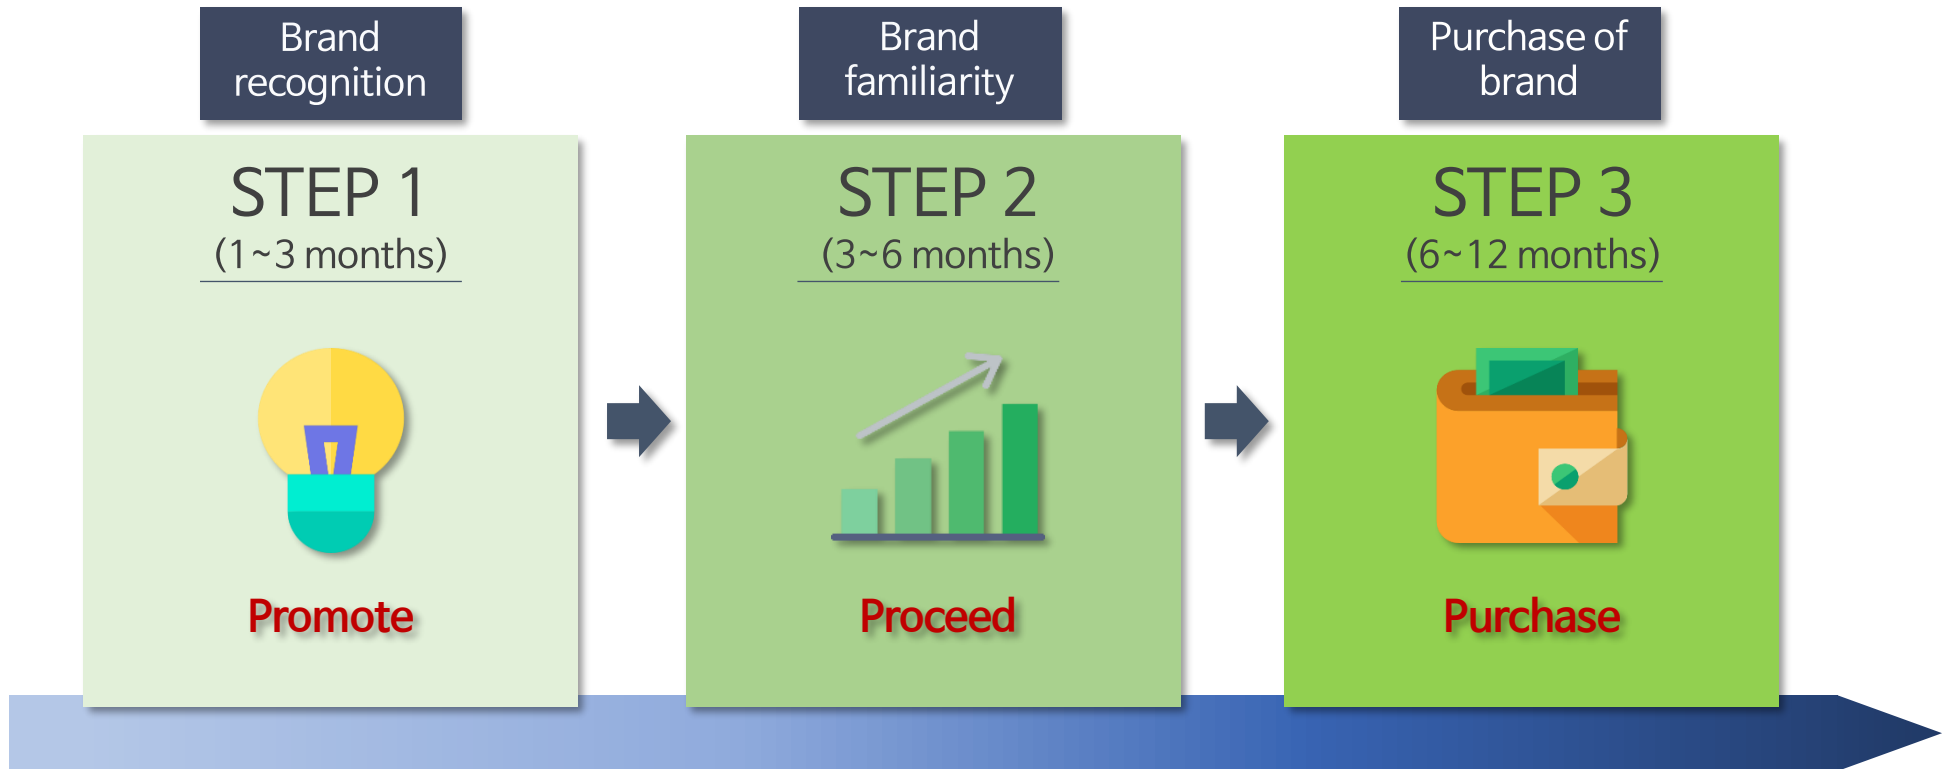 Brand
recognition
Brand
familiarity
Purchase of
brand
STEP 1
(1~3 months)
STEP 2
(3~6 months)
STEP 3
(6~12 months)
Promote
Proceed
Purchase